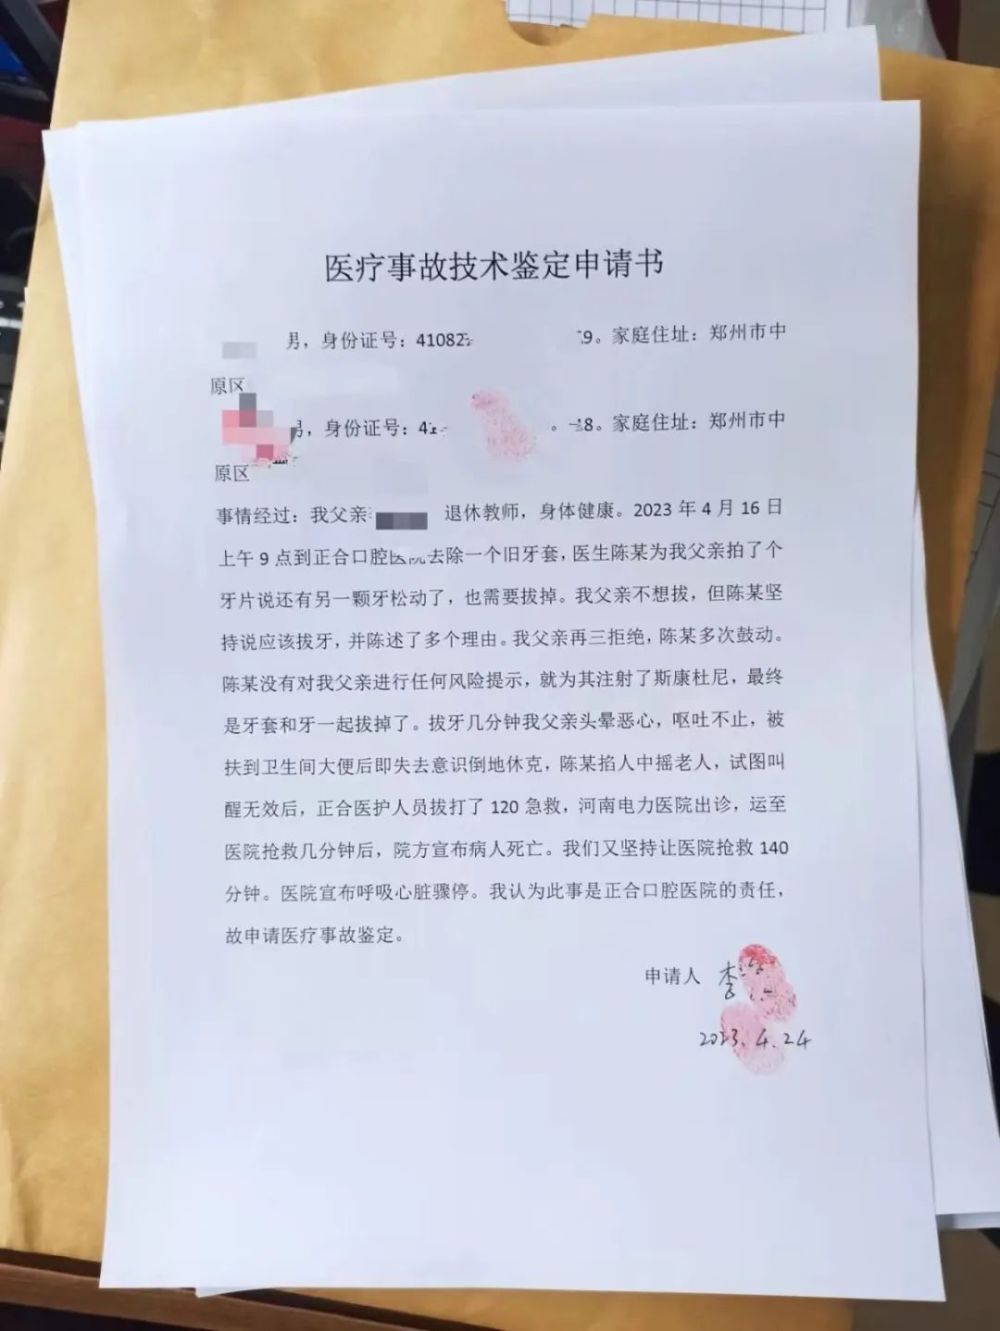 医疗事故技术鉴定申请书
男，身份证号：41082 9。家庭住址：郑州市中
原区
男，身份证号：4 8。家庭住址：郑州市中
原区
事情经过：我父亲 退休教师，身体健康。2023年4月16日
上午9点到正合口腔医院去除一个旧牙套，医生陈某为我父亲拍了个
牙片说还有另一颗牙松动了，也需要拔掉。我父亲不想拔，但陈某坚
持说应该拔牙，并陈述了多个理由。我父亲再三拒绝，陈某多次鼓动。
陈某没有对我父亲进行任何风险提示，就为其注射了斯康杜尼，最终
是牙套和牙一起拔掉了。拔牙几分钟我父亲头晕恶心，呕吐不止，被
扶到卫生间大便后即失去意识倒地休克，陈某掐人中摇老人，试图叫
醒无效后，正合医护人员拔打了120急救，河南电力医院出诊，运至
医院抢救几分钟后，院方宣布病人死亡。我们又坚持让医院抢救140
分钟。医院宣布呼吸心脏骤停。我认为此事是正合口腔医院的责任，
故申请医疗事故鉴定。
申请人 李
2023.4.24